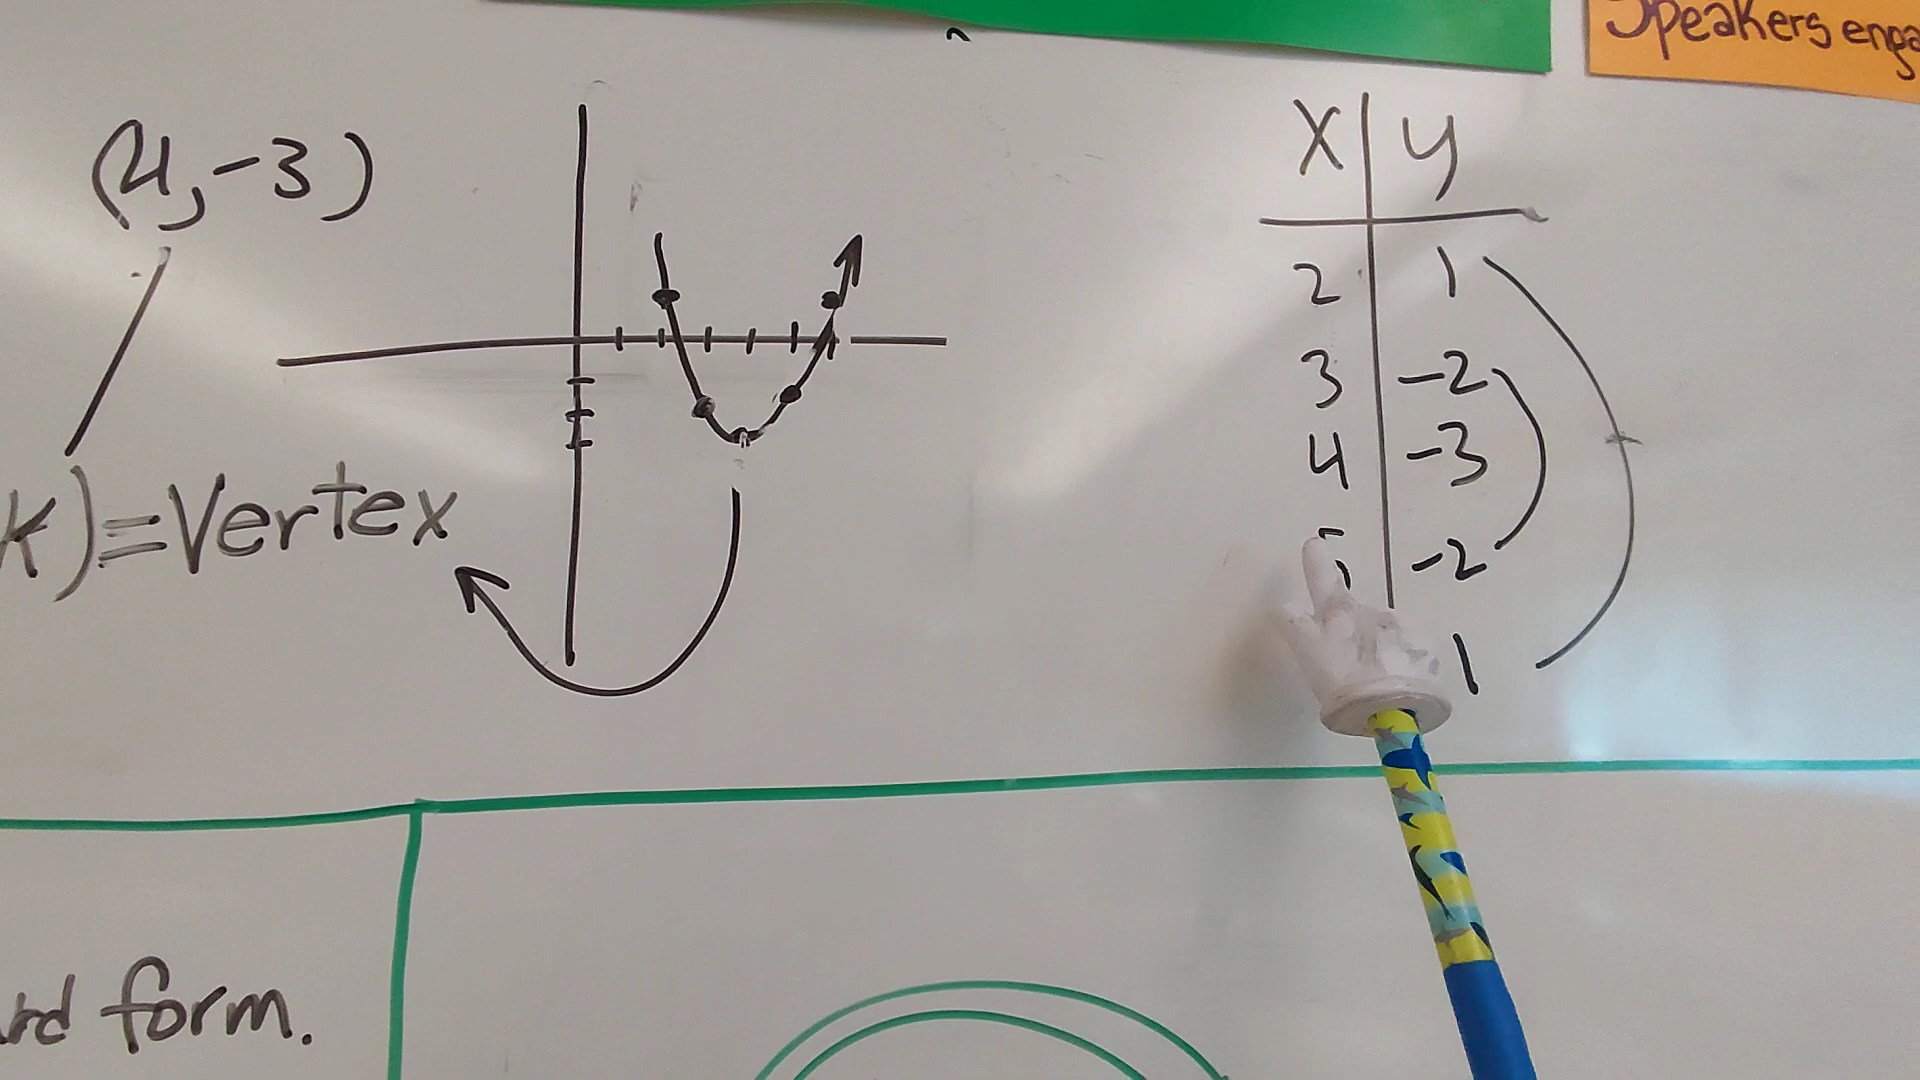 Speakers enga
(4, -3)
X y
2 1
3 -2
4 -3
5 -2
1
K) = Vertex
rd form.